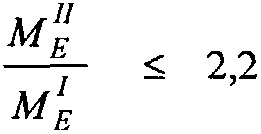 M_E^{II} / M_E^{I} ≤ 2,2